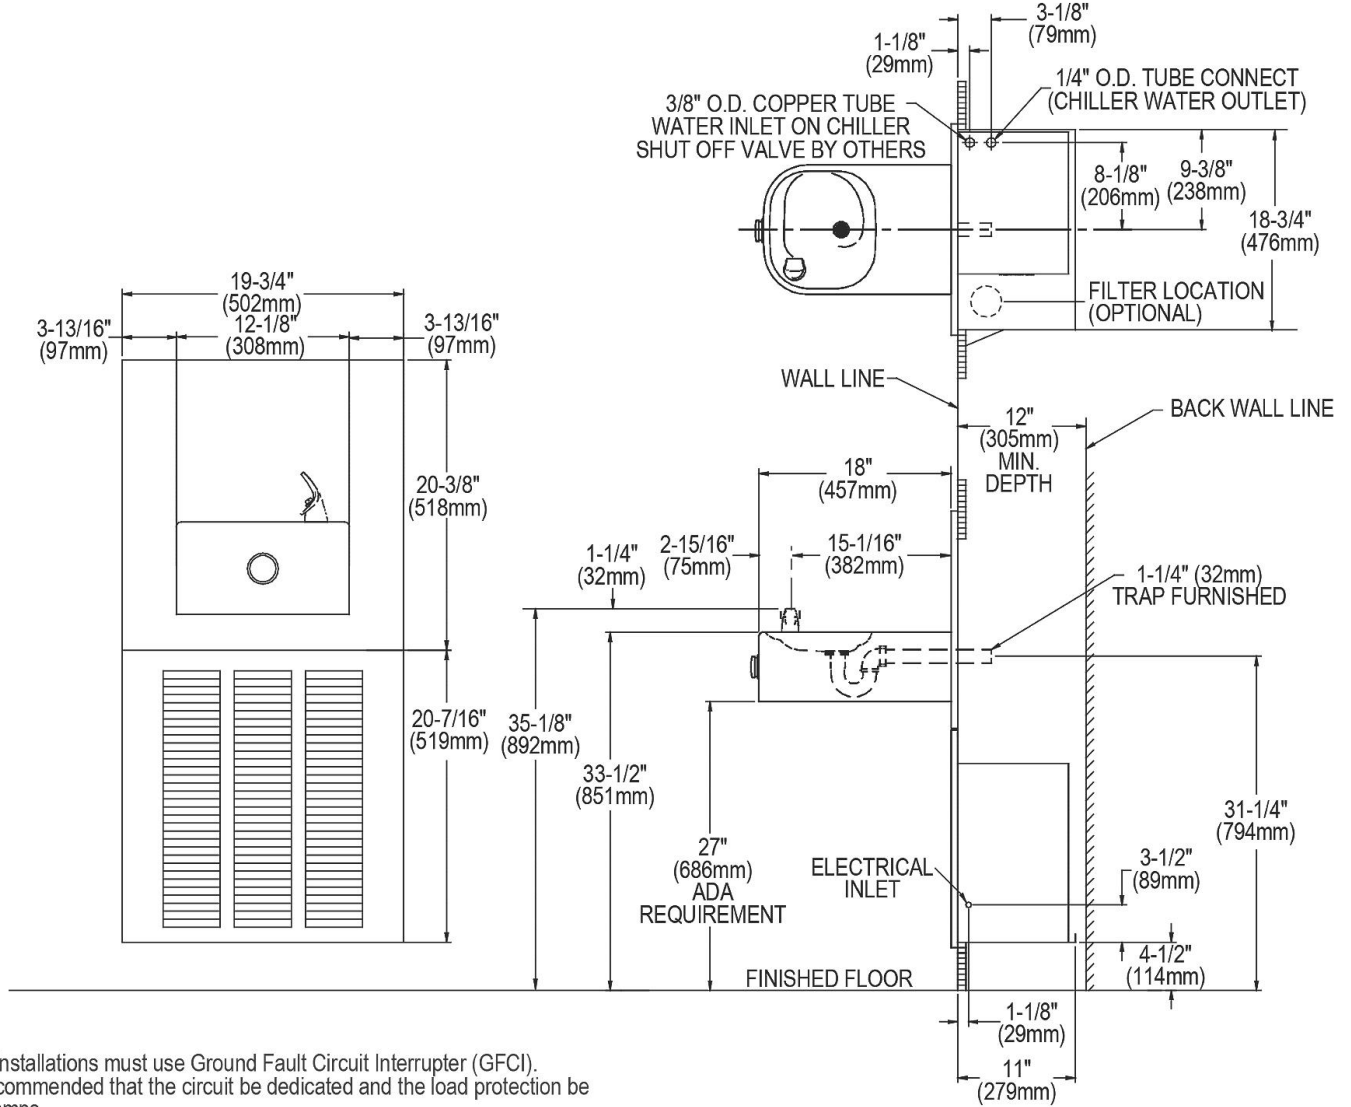 3-1/8"
(79mm)
1-1/8"
(29mm)
1/4" O.D. TUBE CONNECT
(CHILLER WATER OUTLET)
3/8" O.D. COPPER TUBE
WATER INLET ON CHILLER
SHUT OFF VALVE BY OTHERS
8-1/8"
(206mm)
9-3/8"
(238mm)
18-3/4"
(476mm)
FILTER LOCATION
(OPTIONAL)
19-3/4"
(502mm)
3-13/16"
(97mm)
12-1/8"
(308mm)
3-13/16"
(97mm)
WALL LINE
BACK WALL LINE
12"
(305mm)
MIN.
DEPTH
20-3/8"
(518mm)
18"
(457mm)
1-1/4"
(32mm)
2-15/16"
(75mm)
15-1/16"
(382mm)
1-1/4" (32mm)
TRAP FURNISHED
20-7/16"
(519mm)
35-1/8"
(892mm)
33-1/2"
(851mm)
27"
(686mm)
ADA
REQUIREMENT
ELECTRICAL
INLET
31-1/4"
(794mm)
3-1/2"
(89mm)
4-1/2"
(114mm)
FINISHED FLOOR
1-1/8"
(29mm)
11"
(279mm)
nstallations must use Ground Fault Circuit Interrupter (GFCI).
commended that the circuit be dedicated and the load protection be